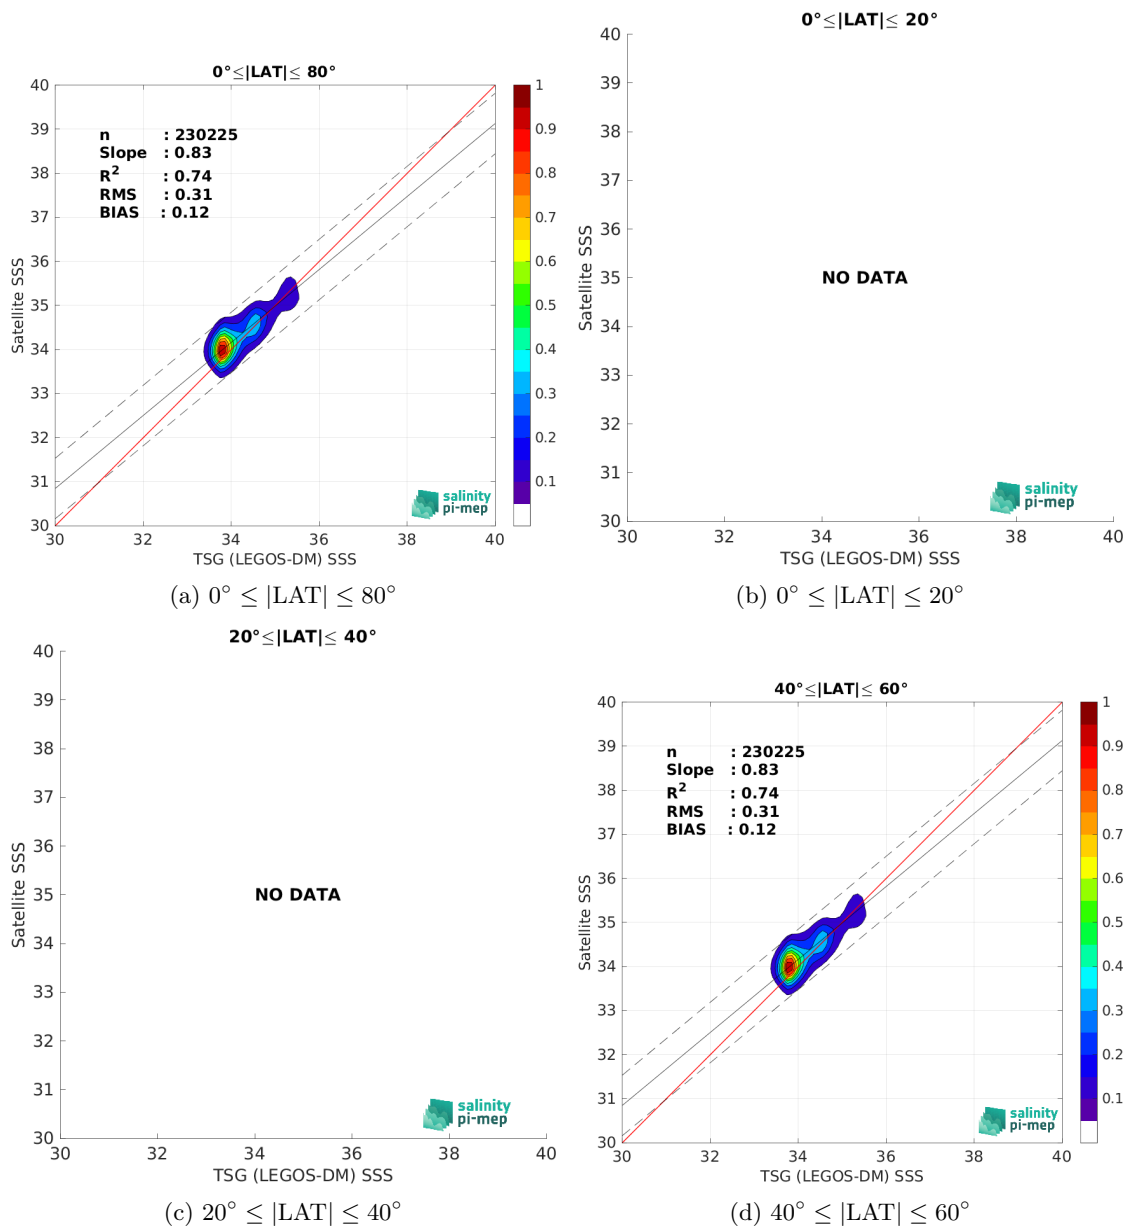 0°≤|LAT|≤ 80°
n : 230225
Slope : 0.83
R² : 0.74
RMS : 0.31
BIAS : 0.12
Satellite SSS
40
39
38
37
36
35
34
33
32
31
30
30 32 34 36 38 40
TSG (LEGOS-DM) SSS
1
0.9
0.8
0.7
0.6
0.5
0.4
0.3
0.2
0.1
salinity
pi-mep
(a) 0° ≤ |LAT| ≤ 80°
0°≤|LAT|≤ 20°
Satellite SSS
40
39
38
37
36
35
34
33
32
31
30
NO DATA
30 32 34 36 38 40
TSG (LEGOS-DM) SSS
salinity
pi-mep
(b) 0° ≤ |LAT| ≤ 20°
20°≤|LAT|≤ 40°
Satellite SSS
40
39
38
37
36
35
34
33
32
31
30
NO DATA
30 32 34 36 38 40
TSG (LEGOS-DM) SSS
salinity
pi-mep
(c) 20° ≤ |LAT| ≤ 40°
40°≤|LAT|≤ 60°
n : 230225
Slope : 0.83
R² : 0.74
RMS : 0.31
BIAS : 0.12
Satellite SSS
40
39
38
37
36
35
34
33
32
31
30
30 32 34 36 38 40
TSG (LEGOS-DM) SSS
1
0.9
0.8
0.7
0.6
0.5
0.4
0.3
0.2
0.1
salinity
pi-mep
(d) 40° ≤ |LAT| ≤ 60°